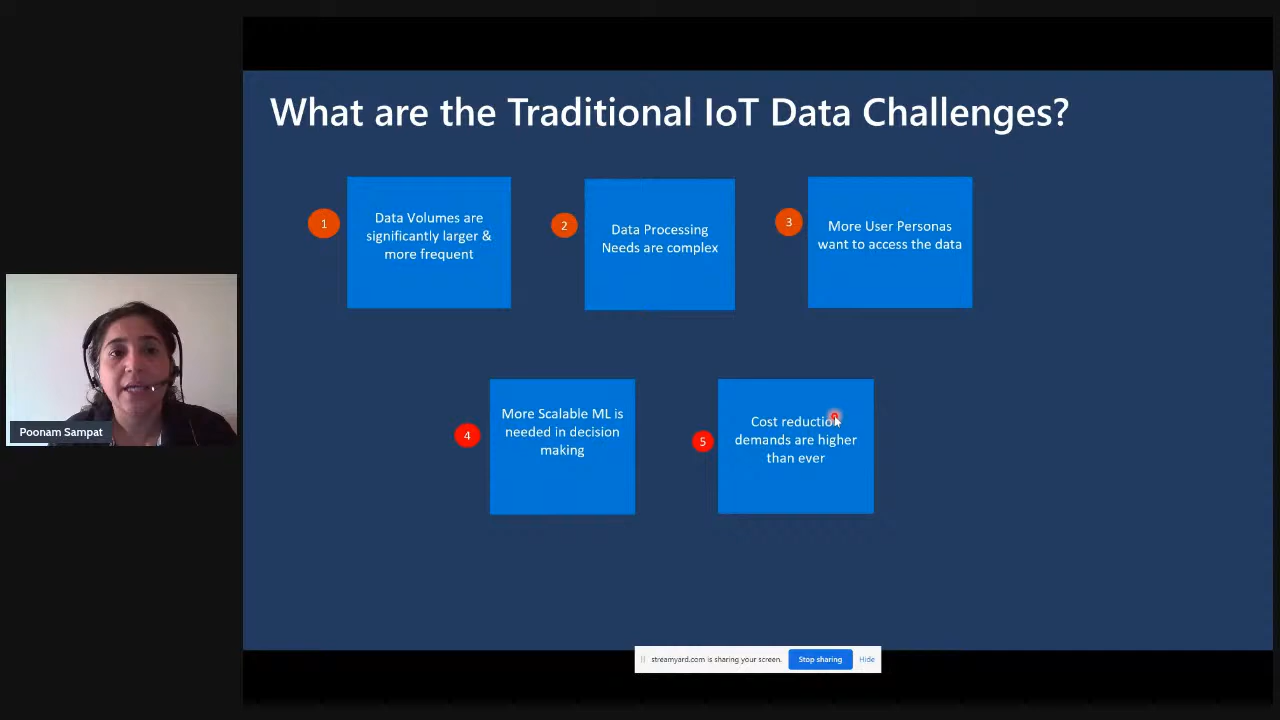 What are the Traditional IoT Data Challenges?
1
Data Volumes are
significantly larger &
more frequent
2
Data Processing
Needs are complex
3
More User Personas
want to access the data
4
More Scalable ML is
needed in decision
making
5
Cost reduction
demands are higher
than ever
Poonam Sampat
streamyard.com is sharing your screen.
Stop sharing
Hide